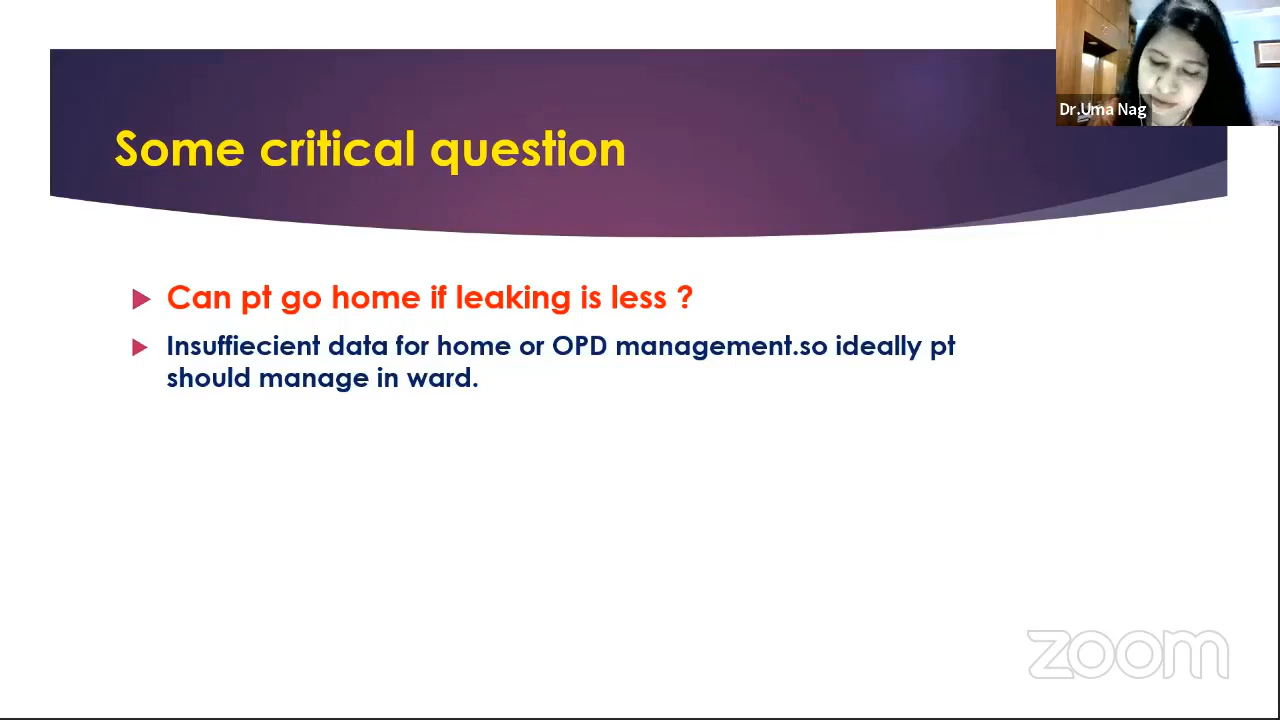 Dr.Uma Nag
Some critical question
Can pt go home if leaking is less ?
Insuffiecient data for home or OPD management.so ideally pt
should manage in ward.
zoom